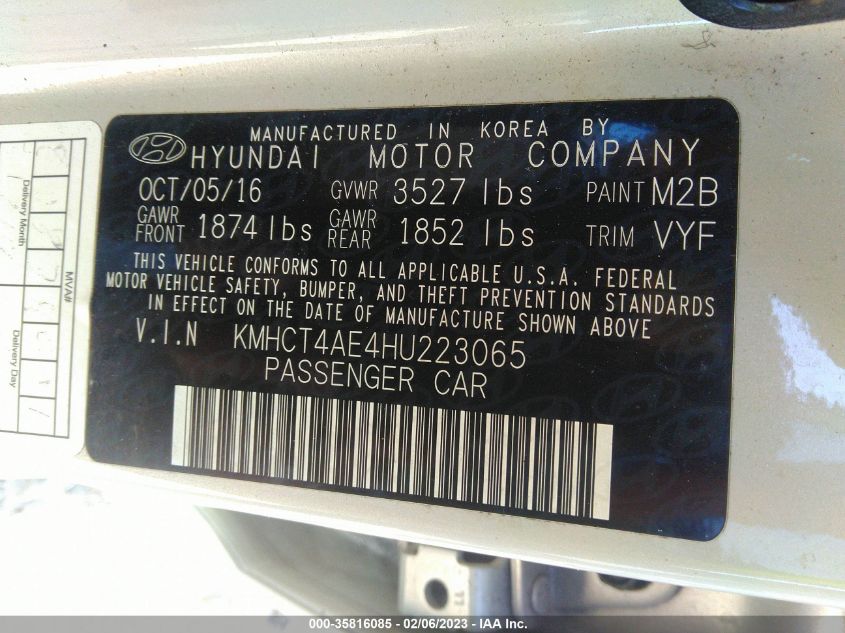 MANUFACTURED IN KOREA BY
HYUNDAI MOTOR COMPANY
OCT/05/16 GVWR 3527 lbs PAINT M2B
GAWR FRONT 1874 lbs GAWR REAR 1852 lbs TRIM VYF
THIS VEHICLE CONFORMS TO ALL APPLICABLE U.S.A. FEDERAL
MOTOR VEHICLE SAFETY, BUMPER, AND THEFT PREVENTION STANDARDS
IN EFFECT ON THE DATE OF MANUFACTURE SHOWN ABOVE
V.I.N KMHCT4AE4HU223065
PASSENGER CAR
MVA#
Delivery Month
Delivery Day
000-35816085 - 02/06/2023 - © IAA Inc.